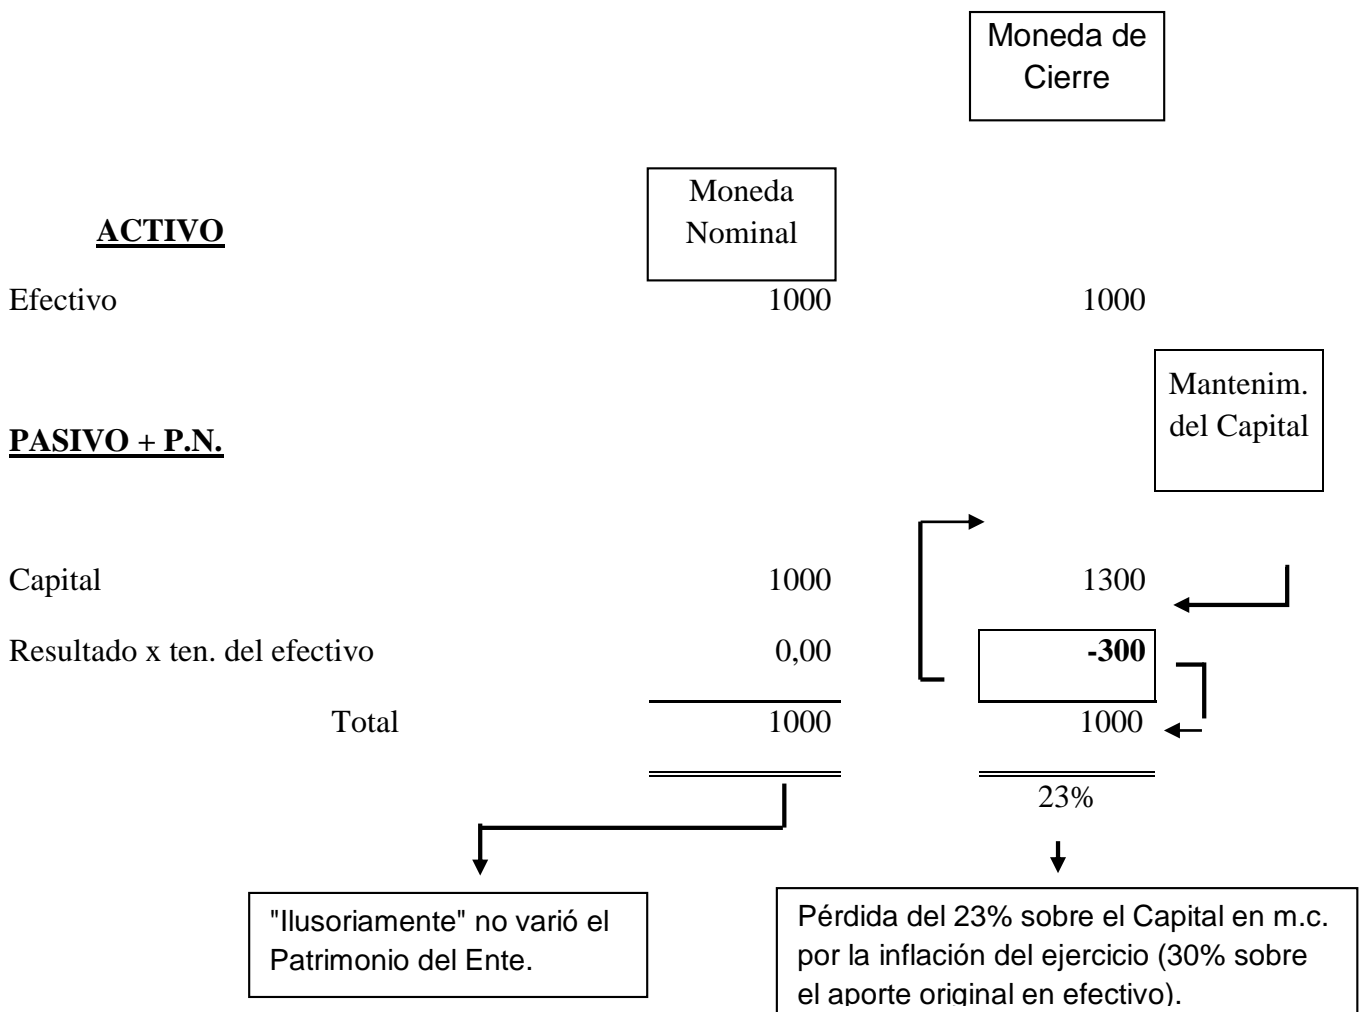 Moneda de
Cierre
Moneda
Nominal
ACTIVO
Efectivo 1000 1000
Mantenim.
del Capital
PASIVO + P.N.
Capital 1000 1300
Resultado x ten. del efectivo 0,00 -300
Total 1000 1000
23%
"Ilusoriamente" no varió el
Patrimonio del Ente.
Pérdida del 23% sobre el Capital en m.c.
por la inflación del ejercicio (30% sobre
el aporte original en efectivo).